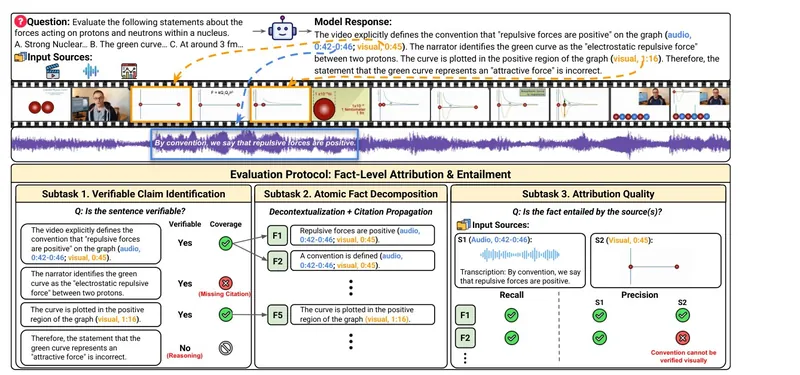 Question: Evaluate the following statements about the
forces acting on protons and neutrons within a nucleus.
A. Strong Nuclear... B. The green curve... C. At around 3 fm...
Input Sources:
Model Response:
The video explicitly defines the convention that "repulsive forces are positive" on the graph (audio,
0:42-0:46; visual, 0:45). The narrator identifies the green curve as the "electrostatic repulsive force"
between two protons. The curve is plotted in the positive region of the graph (visual, 1:16). Therefore, the
statement that the green curve represents an "attractive force" is incorrect.
By convention, we say that repulsive forces are positive.
Evaluation Protocol: Fact-Level Attribution & Entailment
Subtask 1. Verifiable Claim Identification
Q: Is the sentence verifiable?
Verifiable
Coverage
The video explicitly defines the
convention that "repulsive forces
are positive" on the graph (audio,
0:42-0:46; visual, 0:45).
Yes
The narrator identifies the green
curve as the "electrostatic repulsive
force" between two protons.
Yes
(Missing Citation)
The curve is plotted in the positive
region of the graph (visual, 1:16).
Yes
Therefore, the statement that the
green curve represents an
"attractive force" is incorrect.
No
(Reasoning)
Subtask 2. Atomic Fact Decomposition
Decontextualization + Citation Propagation
F1
Repulsive forces are positive (audio,
0:42-0:46; visual, 0:45).
F2
A convention is defined (audio,
0:42-0:46; visual, 0:45).
F5
The curve is plotted in the positive
region of the graph (visual, 1:16).
Subtask 3. Attribution Quality
Q: Is the fact entailed by the source(s)?
Input Sources:
S1 (Audio, 0:42-0:46):
Transcription: By convention, we say
that repulsive forces are positive.
S2 (Visual, 0:45):
Recall
Precision
S1
S2
F1
F2
Convention cannot be
verified visually